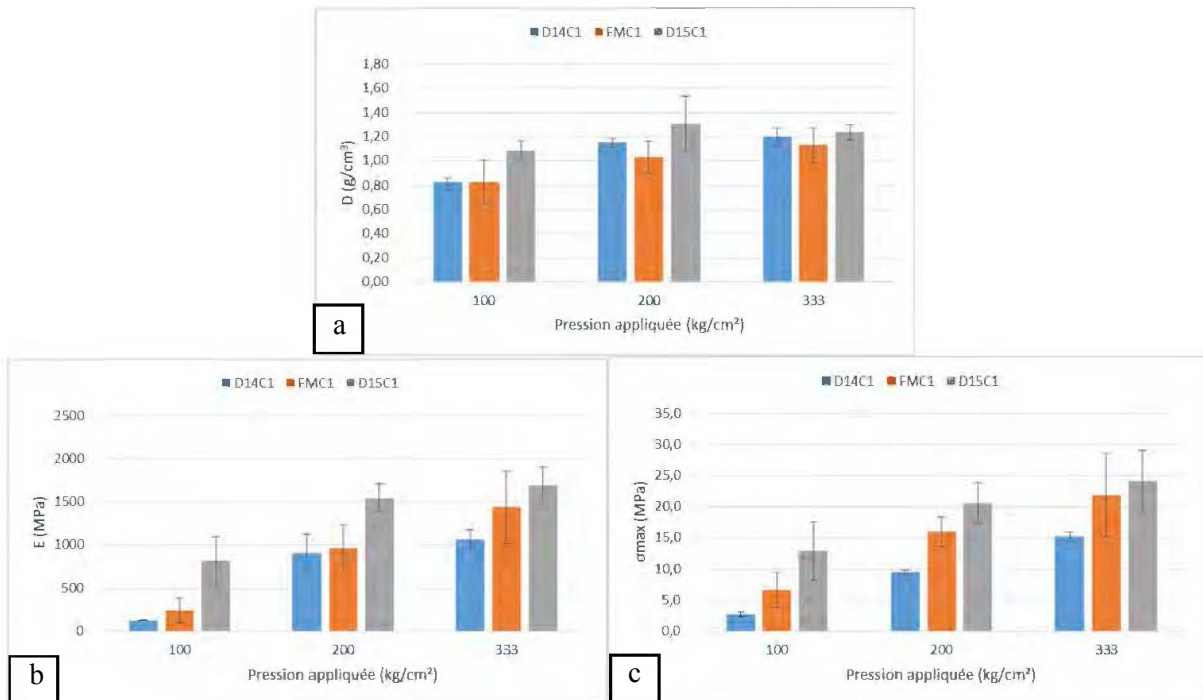 D14C1 FMC1 D15C1
1,80
1,60
1,40
1,20
1,00
0,80
0,60
0,40
0,20
0,00
D (g/cm³)
100 200 333
Pression appliquée (kg/cm²)
a
D14C1 FMC1 D15C1
2500
2000
1500
1000
500
0
E (MPa)
100 200 333
Pression appliquée (kg/cm²)
b
D14C1 FMC1 D15C1
35,0
30,0
25,0
20,0
15,0
10,0
5,0
0,0
σmax (MPa)
100 200 333
Pression appliquée (kg/cm²)
c